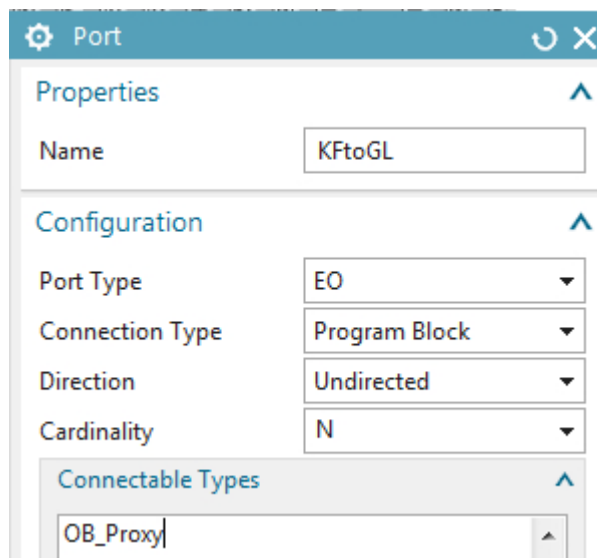 Port
Properties
Name KFtoGL
Configuration
Port Type EO
Connection Type Program Block
Direction Undirected
Cardinality N
Connectable Types
OB_Proxy